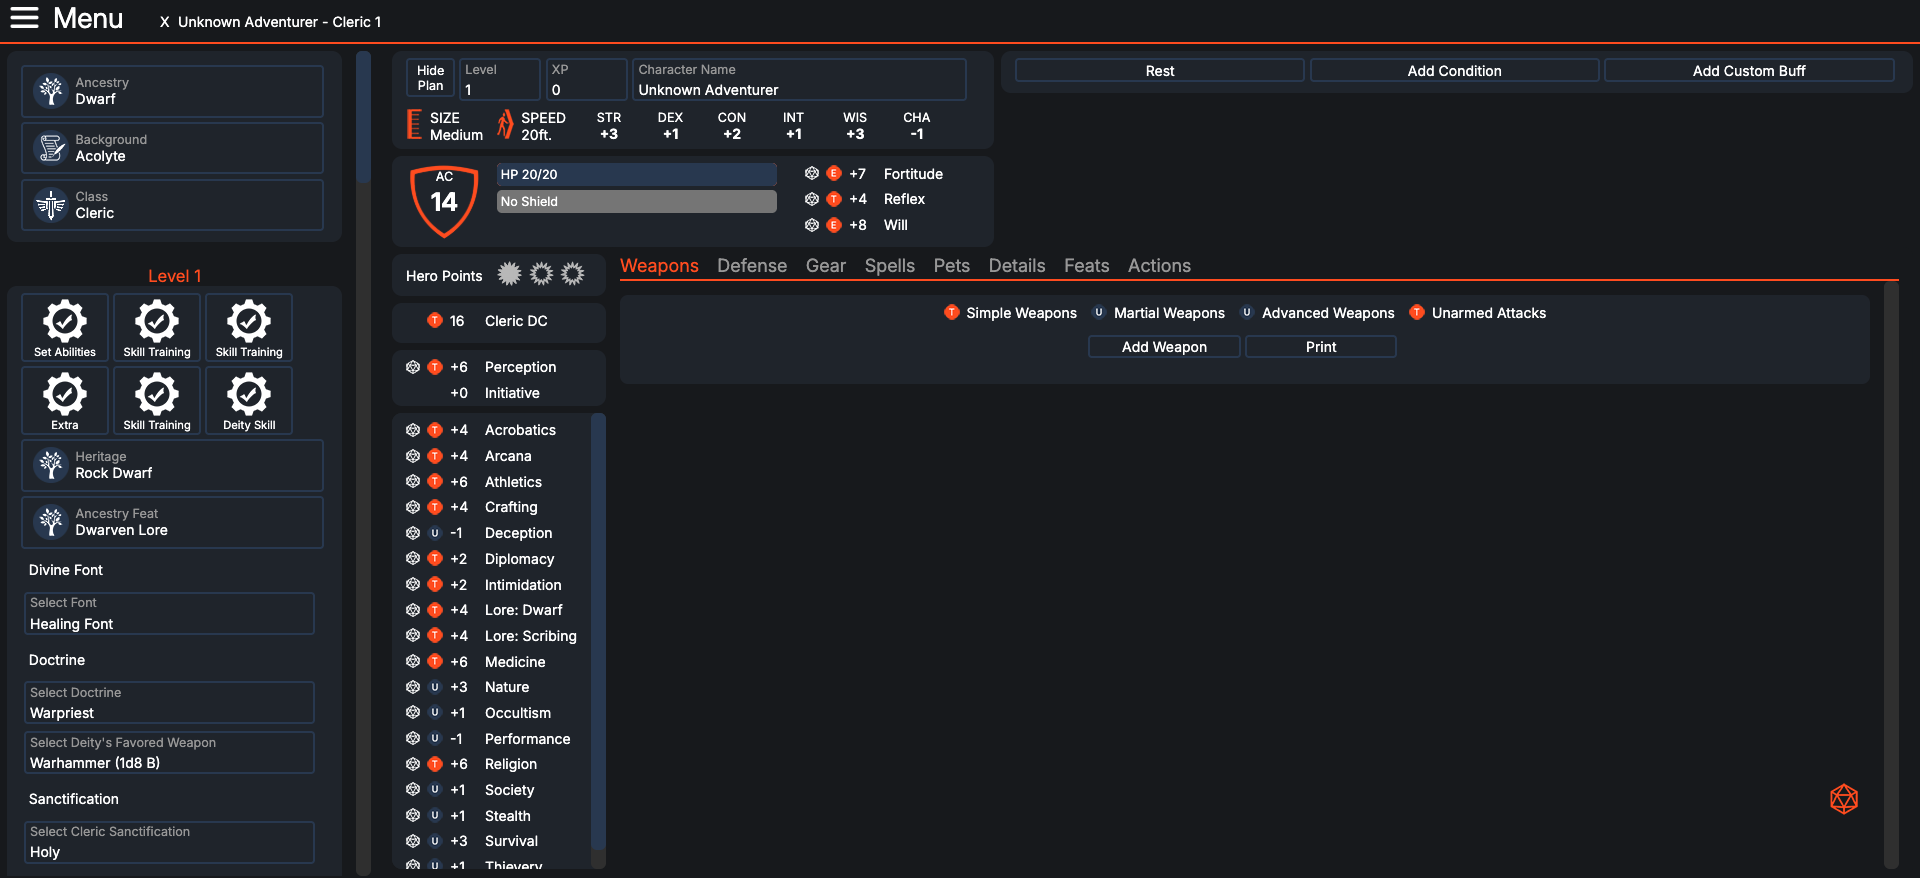 Menu
X Unknown Adventurer - Cleric 1
Ancestry
Dwarf
Background
Acolyte
Class
Cleric
Level 1
Set Abilities
Skill Training
Skill Training
Extra
Skill Training
Deity Skill
Heritage
Rock Dwarf
Ancestry Feat
Dwarven Lore
Divine Font
Select Font
Healing Font
Doctrine
Select Doctrine
Warpriest
Select Deity's Favored Weapon
Warhammer (1d8 B)
Sanctification
Select Cleric Sanctification
Holy
Hide
Plan
Level
1
XP
0
Character Name
Unknown Adventurer
SIZE
Medium
SPEED
20ft.
STR
+3
DEX
+1
CON
+2
INT
+1
WIS
+3
CHA
-1
AC
14
HP 20/20
No Shield
E +7 Fortitude
T +4 Reflex
E +8 Will
Rest
Add Condition
Add Custom Buff
Hero Points
T 16 Cleric DC
T +6 Perception
+0 Initiative
T +4 Acrobatics
T +4 Arcana
T +6 Athletics
T +4 Crafting
U -1 Deception
T +2 Diplomacy
T +2 Intimidation
T +4 Lore: Dwarf
T +4 Lore: Scribing
T +6 Medicine
U +3 Nature
U +1 Occultism
U -1 Performance
T +6 Religion
U +1 Society
U +1 Stealth
U +3 Survival
U +1 Thievery
Weapons Defense Gear Spells Pets Details Feats Actions
T Simple Weapons U Martial Weapons U Advanced Weapons T Unarmed Attacks
Add Weapon
Print